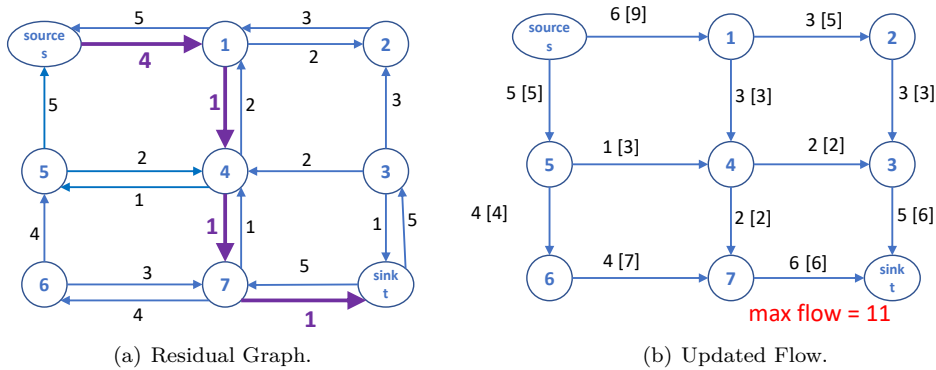 5 3 6 [9] 3 [5]
source s 1 2 source s 1 2
4 2
1 2 3 5 [5] 3 [3] 3 [3]
5
2 2 1 [3] 2 [2]
5 4 3 5 4 3
1
4 1 1 1 5 4 [4] 2 [2] 5 [6]
3 5 4 [7] 6 [6]
6 7 sink t 6 7 sink t
4 1 max flow = 11
(a) Residual Graph. (b) Updated Flow.